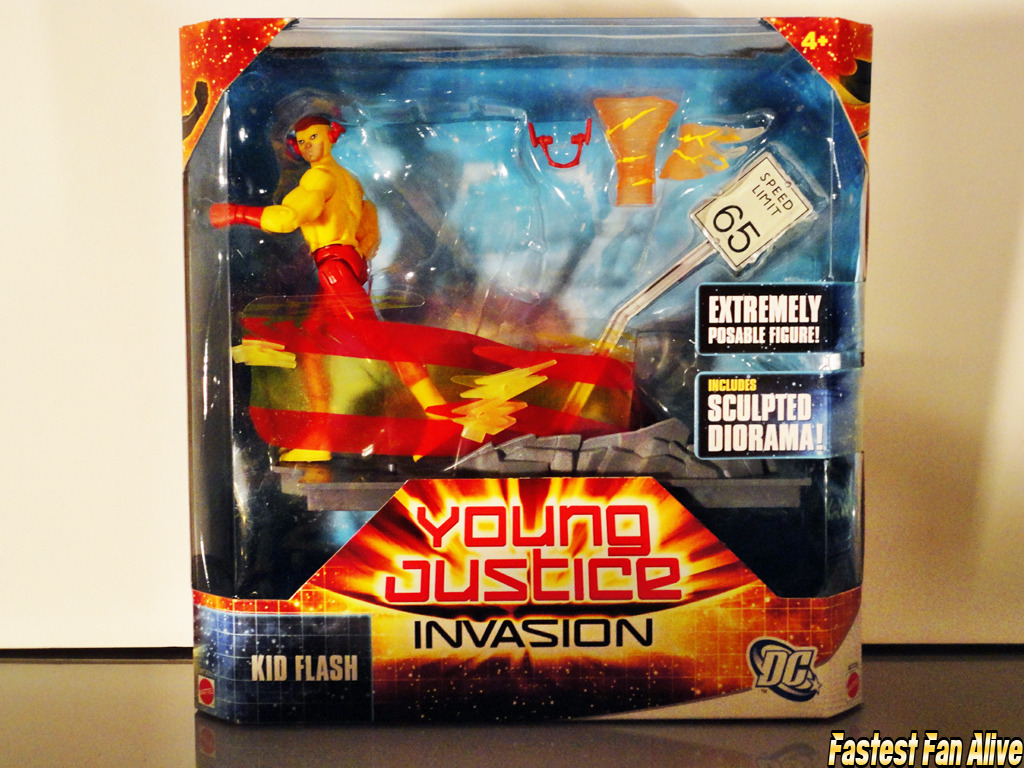 4+
SPEED
LIMIT
65
EXTREMELY
POSABLE FIGURE!
INCLUDES
SCULPTED
DIORAMA!
YOUNG
JUSTICE
INVASION
KID FLASH
DC
Fastest Fan Alive